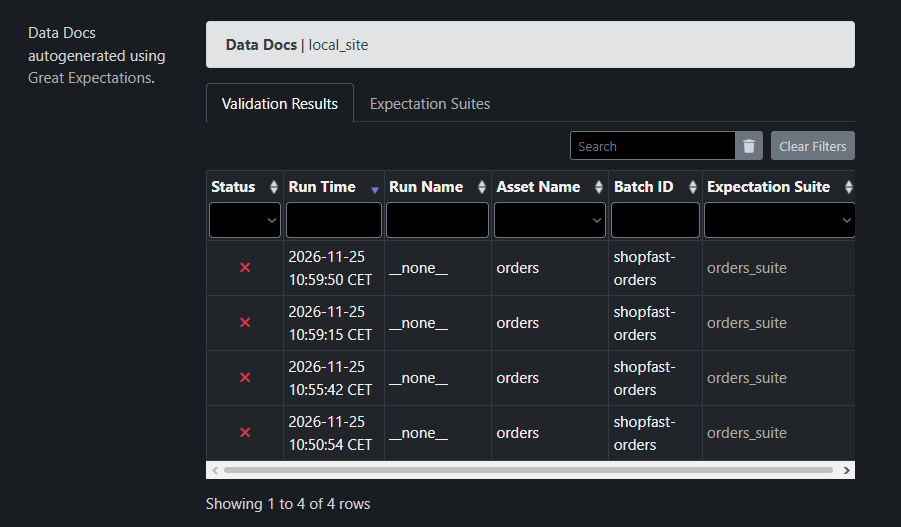 Data Docs
autogenerated using
Great Expectations.
Data Docs | local_site
Validation Results
Expectation Suites
Search
Clear Filters
Status Run Time Run Name Asset Name Batch ID Expectation Suite
2026-11-25
10:59:50 CET
__none__
orders
shopfast-
orders
orders_suite
2026-11-25
10:59:15 CET
__none__
orders
shopfast-
orders
orders_suite
2026-11-25
10:55:42 CET
__none__
orders
shopfast-
orders
orders_suite
2026-11-25
10:50:54 CET
__none__
orders
shopfast-
orders
orders_suite
Showing 1 to 4 of 4 rows